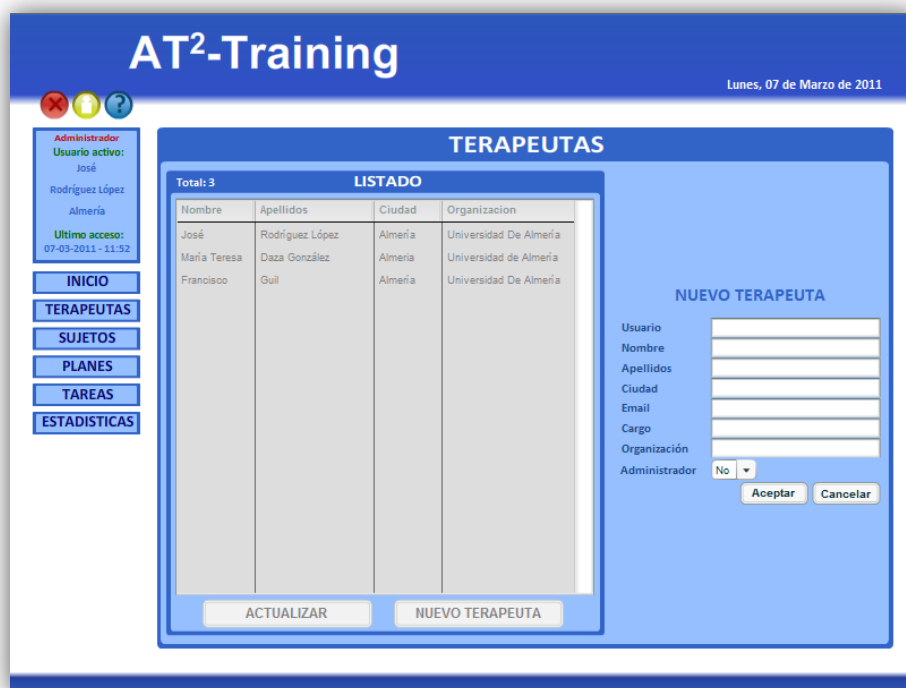 AT²-Training
Lunes, 07 de Marzo de 2011
Administrador
Usuario activo:
José
Rodríguez López
Almería
Ultimo acceso:
07-03-2011 - 11:52
INICIO
TERAPEUTAS
SUJETOS
PLANES
TAREAS
ESTADISTICAS
TERAPEUTAS
Total: 3 LISTADO
Nombre Apellidos Ciudad Organizacion
José Rodríguez López Almería Universidad De Almería
María Teresa Daza González Almeria Universidad de Almería
Francisco Guil Almería Universidad De Almería
ACTUALIZAR NUEVO TERAPEUTA
NUEVO TERAPEUTA
Usuario
Nombre
Apellidos
Ciudad
Email
Cargo
Organización
Administrador No
Aceptar Cancelar